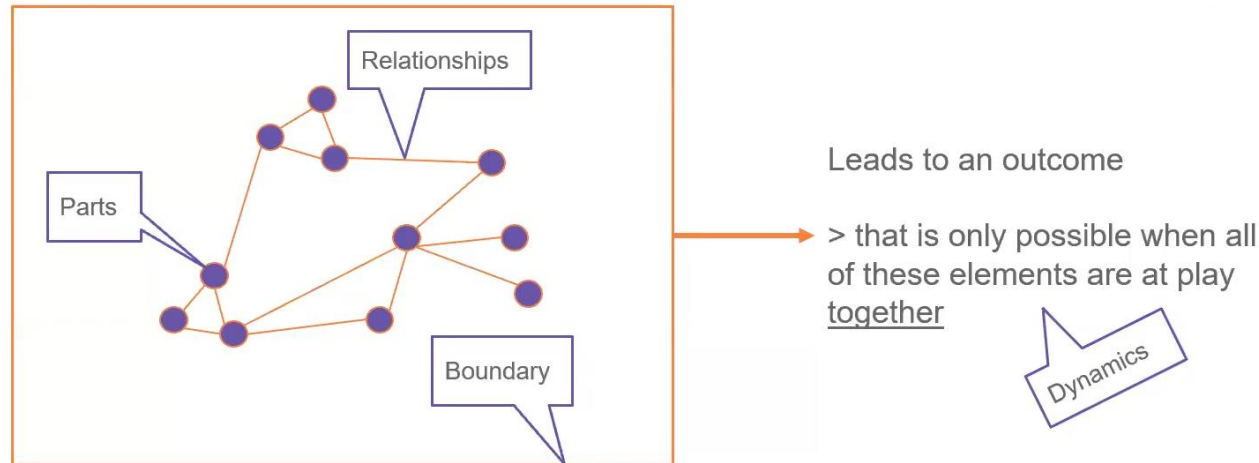 Relationships
Parts
Boundary
Leads to an outcome
> that is only possible when all
of these elements are at play
together
Dynamics